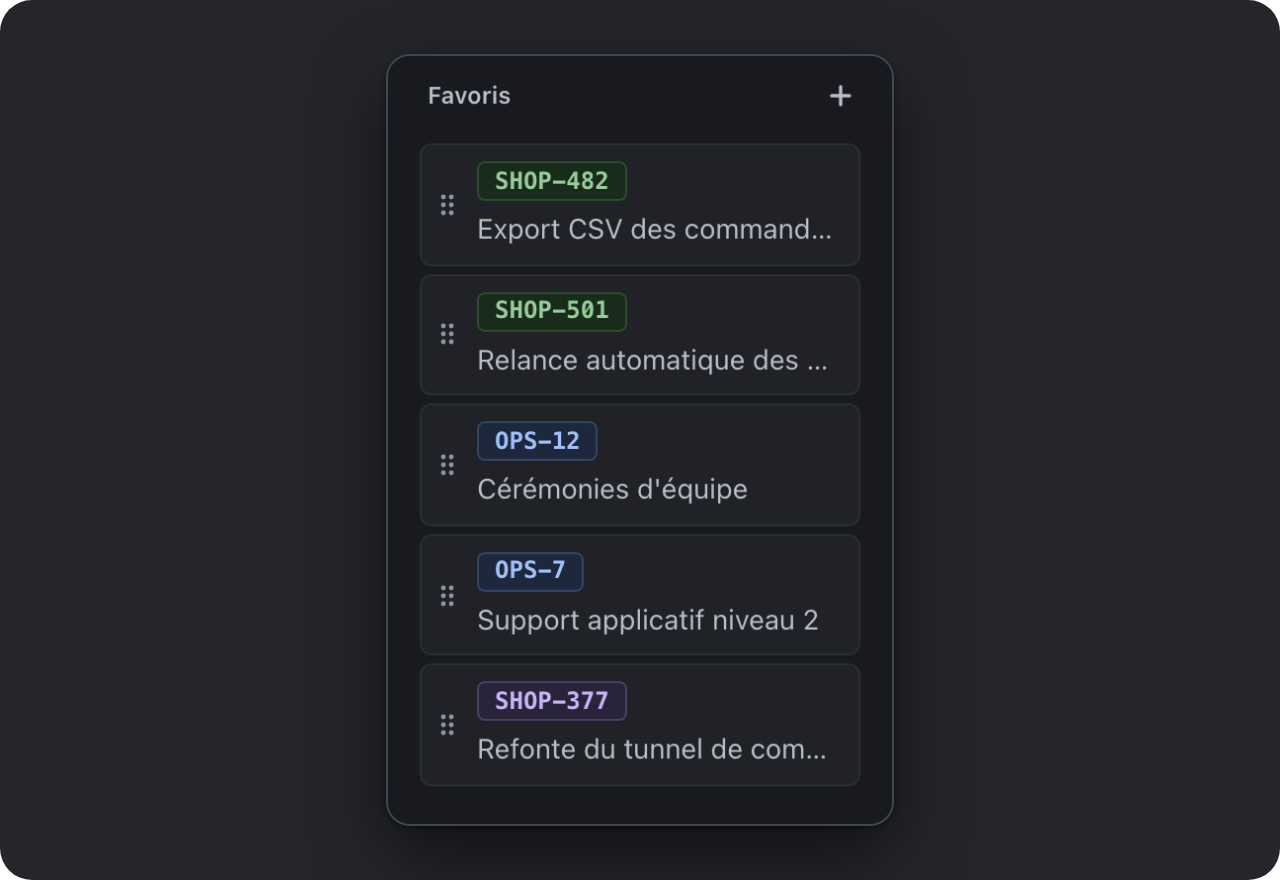 Favoris
SHOP-482
Export CSV des command...
SHOP-501
Relance automatique des ...
OPS-12
Cérémonies d'équipe
OPS-7
Support applicatif niveau 2
SHOP-377
Refonte du tunnel de com...